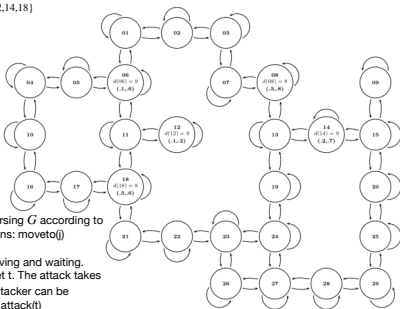 2,14,18}
01 02 03
04 05 06 07 08 09
d(06) = 9 d(08) = 8
(.1,.6) (.3,.8)
10 11 12 13 14 15
d(12) = 9 d(14) = 9
(.1,.2) (.2,.7)
16 17 18 19 20
d(18) = 8
(.3,.6)
rsing G according to
ns: moveto(j)
21 22 23 24 25
ving and waiting.
et t. The attack takes
tacker can be
attack(t)
26 27 28 29